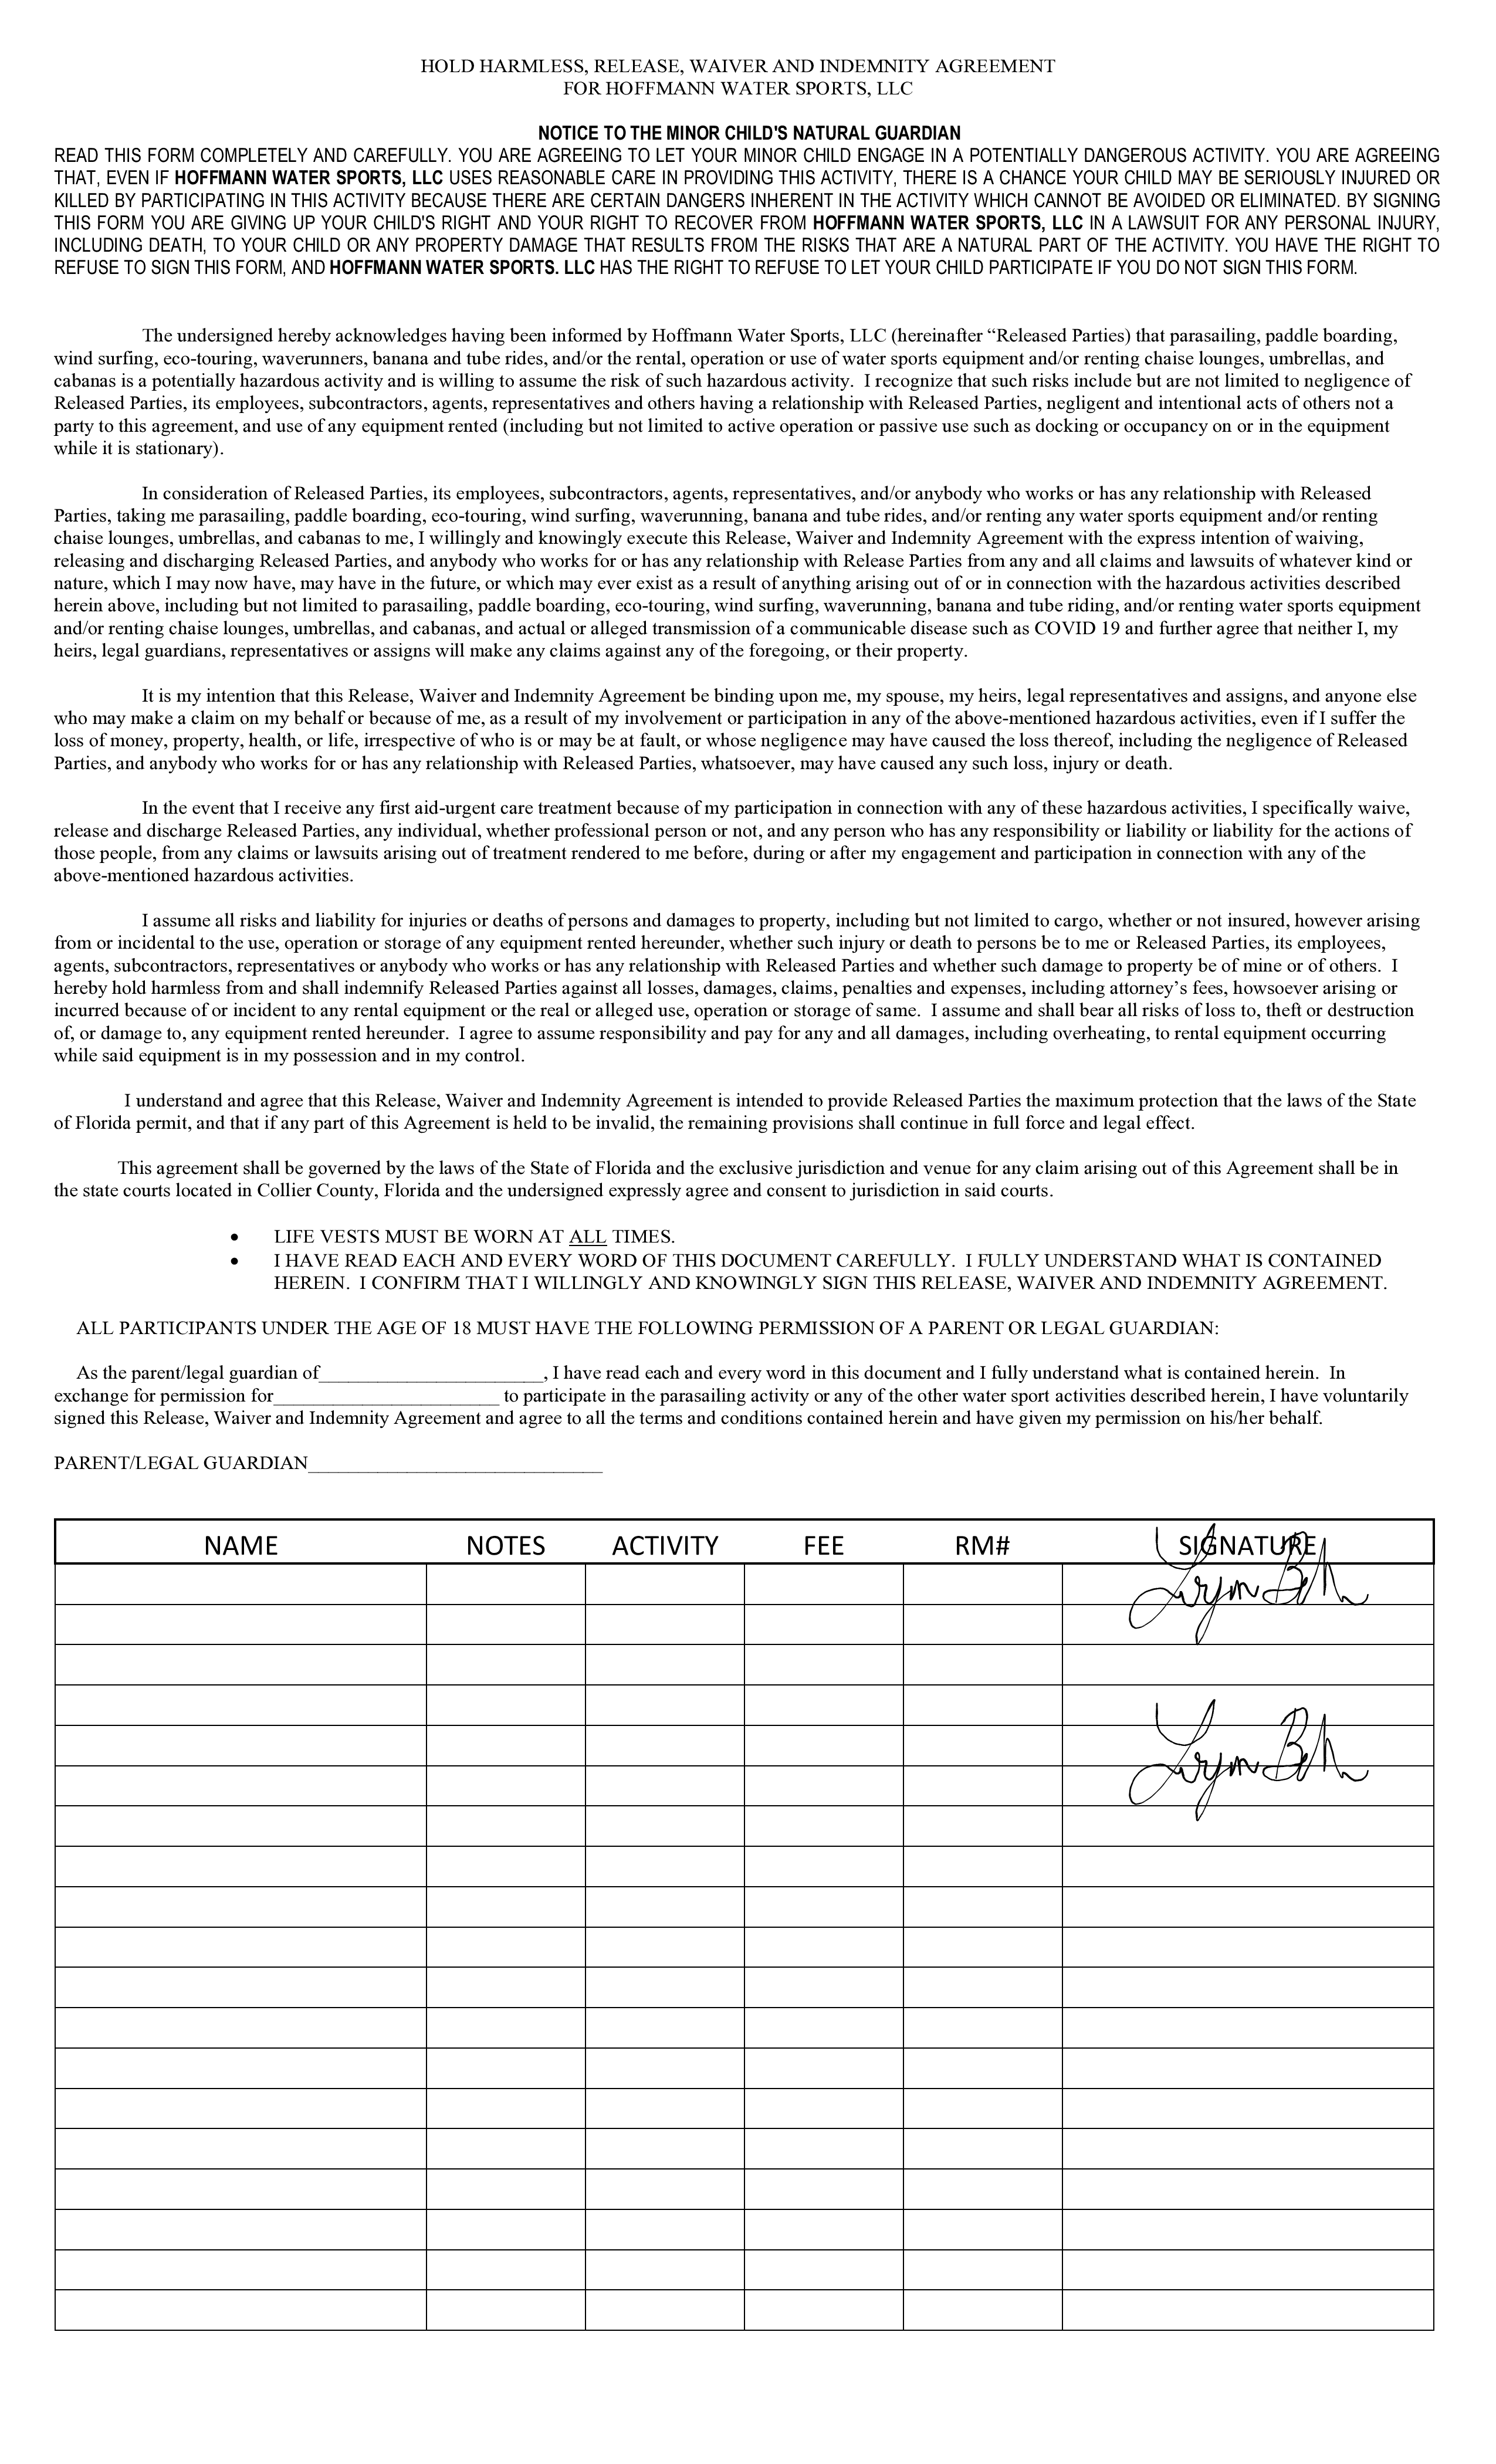 HOLD HARMLESS, RELEASE, WAIVER AND INDEMNITY AGREEMENT
FOR HOFFMANN WATER SPORTS, LLC
NOTICE TO THE MINOR CHILD'S NATURAL GUARDIAN
READ THIS FORM COMPLETELY AND CAREFULLY. YOU ARE AGREEING TO LET YOUR MINOR CHILD ENGAGE IN A POTENTIALLY DANGEROUS ACTIVITY. YOU ARE AGREEING
THAT, EVEN IF HOFFMANN WATER SPORTS, LLC USES REASONABLE CARE IN PROVIDING THIS ACTIVITY, THERE IS A CHANCE YOUR CHILD MAY BE SERIOUSLY INJURED OR
KILLED BY PARTICIPATING IN THIS ACTIVITY BECAUSE THERE ARE CERTAIN DANGERS INHERENT IN THE ACTIVITY WHICH CANNOT BE AVOIDED OR ELIMINATED. BY SIGNING
THIS FORM YOU ARE GIVING UP YOUR CHILD'S RIGHT AND YOUR RIGHT TO RECOVER FROM HOFFMANN WATER SPORTS, LLC IN A LAWSUIT FOR ANY PERSONAL INJURY,
INCLUDING DEATH, TO YOUR CHILD OR ANY PROPERTY DAMAGE THAT RESULTS FROM THE RISKS THAT ARE A NATURAL PART OF THE ACTIVITY. YOU HAVE THE RIGHT TO
REFUSE TO SIGN THIS FORM, AND HOFFMANN WATER SPORTS. LLC HAS THE RIGHT TO REFUSE TO LET YOUR CHILD PARTICIPATE IF YOU DO NOT SIGN THIS FORM.
The undersigned hereby acknowledges having been informed by Hoffmann Water Sports, LLC (hereinafter “Released Parties) that parasailing, paddle boarding,
wind surfing, eco-touring, waverunners, banana and tube rides, and/or the rental, operation or use of water sports equipment and/or renting chaise lounges, umbrellas, and
cabanas is a potentially hazardous activity and is willing to assume the risk of such hazardous activity.  I recognize that such risks include but are not limited to negligence of
Released Parties, its employees, subcontractors, agents, representatives and others having a relationship with Released Parties, negligent and intentional acts of others not a
party to this agreement, and use of any equipment rented (including but not limited to active operation or passive use such as docking or occupancy on or in the equipment
while it is stationary).
In consideration of Released Parties, its employees, subcontractors, agents, representatives, and/or anybody who works or has any relationship with Released
Parties, taking me parasailing, paddle boarding, eco-touring, wind surfing, waverunning, banana and tube rides, and/or renting any water sports equipment and/or renting
chaise lounges, umbrellas, and cabanas to me, I willingly and knowingly execute this Release, Waiver and Indemnity Agreement with the express intention of waiving,
releasing and discharging Released Parties, and anybody who works for or has any relationship with Release Parties from any and all claims and lawsuits of whatever kind or
nature, which I may now have, may have in the future, or which may ever exist as a result of anything arising out of or in connection with the hazardous activities described
herein above, including but not limited to parasailing, paddle boarding, eco-touring, wind surfing, waverunning, banana and tube riding, and/or renting water sports equipment
and/or renting chaise lounges, umbrellas, and cabanas, and actual or alleged transmission of a communicable disease such as COVID 19 and further agree that neither I, my
heirs, legal guardians, representatives or assigns will make any claims against any of the foregoing, or their property.
It is my intention that this Release, Waiver and Indemnity Agreement be binding upon me, my spouse, my heirs, legal representatives and assigns, and anyone else
who may make a claim on my behalf or because of me, as a result of my involvement or participation in any of the above-mentioned hazardous activities, even if I suffer the
loss of money, property, health, or life, irrespective of who is or may be at fault, or whose negligence may have caused the loss thereof, including the negligence of Released
Parties, and anybody who works for or has any relationship with Released Parties, whatsoever, may have caused any such loss, injury or death.
In the event that I receive any first aid-urgent care treatment because of my participation in connection with any of these hazardous activities, I specifically waive,
release and discharge Released Parties, any individual, whether professional person or not, and any person who has any responsibility or liability or liability for the actions of
those people, from any claims or lawsuits arising out of treatment rendered to me before, during or after my engagement and participation in connection with any of the
above-mentioned hazardous activities.
I assume all risks and liability for injuries or deaths of persons and damages to property, including but not limited to cargo, whether or not insured, however arising
from or incidental to the use, operation or storage of any equipment rented hereunder, whether such injury or death to persons be to me or Released Parties, its employees,
agents, subcontractors, representatives or anybody who works or has any relationship with Released Parties and whether such damage to property be of mine or of others.  I
hereby hold harmless from and shall indemnify Released Parties against all losses, damages, claims, penalties and expenses, including attorney’s fees, howsoever arising or
incurred because of or incident to any rental equipment or the real or alleged use, operation or storage of same.  I assume and shall bear all risks of loss to, theft or destruction
of, or damage to, any equipment rented hereunder.  I agree to assume responsibility and pay for any and all damages, including overheating, to rental equipment occurring
while said equipment is in my possession and in my control.
I understand and agree that this Release, Waiver and Indemnity Agreement is intended to provide Released Parties the maximum protection that the laws of the State
of Florida permit, and that if any part of this Agreement is held to be invalid, the remaining provisions shall continue in full force and legal effect.
This agreement shall be governed by the laws of the State of Florida and the exclusive jurisdiction and venue for any claim arising out of this Agreement shall be in
the state courts located in Collier County, Florida and the undersigned expressly agree and consent to jurisdiction in said courts.
• LIFE VESTS MUST BE WORN AT ALL TIMES.
• I HAVE READ EACH AND EVERY WORD OF THIS DOCUMENT CAREFULLY.  I FULLY UNDERSTAND WHAT IS CONTAINED
HEREIN.  I CONFIRM THAT I WILLINGLY AND KNOWINGLY SIGN THIS RELEASE, WAIVER AND INDEMNITY AGREEMENT.
ALL PARTICIPANTS UNDER THE AGE OF 18 MUST HAVE THE FOLLOWING PERMISSION OF A PARENT OR LEGAL GUARDIAN:
As the parent/legal guardian of_______________________, I have read each and every word in this document and I fully understand what is contained herein.  In
exchange for permission for_______________________ to participate in the parasailing activity or any of the other water sport activities described herein, I have voluntarily
signed this Release, Waiver and Indemnity Agreement and agree to all the terms and conditions contained herein and have given my permission on his/her behalf.
PARENT/LEGAL GUARDIAN______________________________
NAME NOTES ACTIVITY FEE RM# SIGNATURE